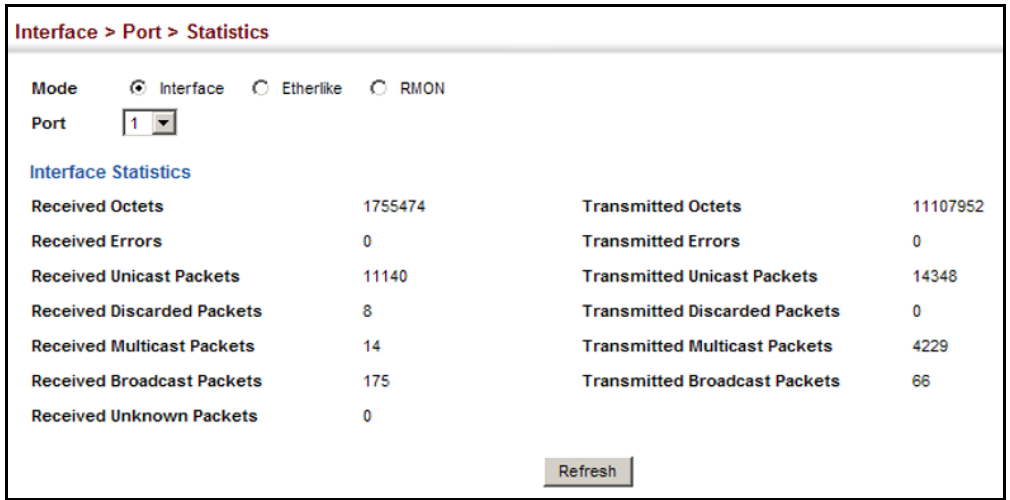 Interface > Port > Statistics
Mode Interface Etherlike RMON
Port 1
Interface Statistics
Received Octets 1755474 Transmitted Octets 11107952
Received Errors 0 Transmitted Errors 0
Received Unicast Packets 11140 Transmitted Unicast Packets 14348
Received Discarded Packets 8 Transmitted Discarded Packets 0
Received Multicast Packets 14 Transmitted Multicast Packets 4229
Received Broadcast Packets 175 Transmitted Broadcast Packets 66
Received Unknown Packets 0
Refresh